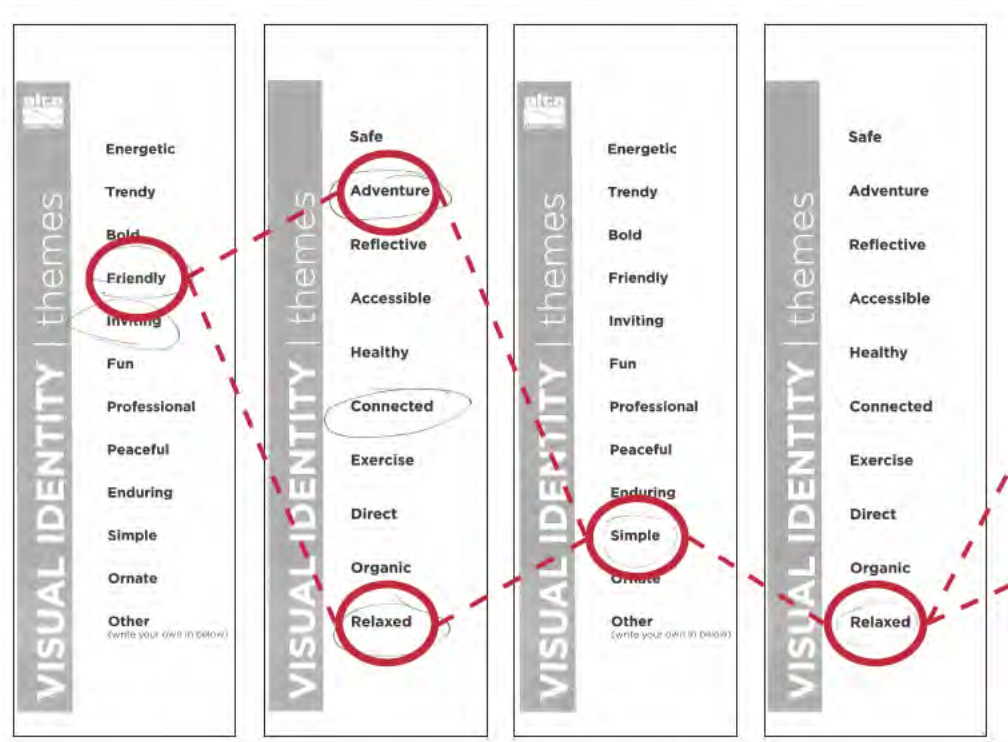 alta
VISUAL IDENTITY | themes
Energetic
Trendy
Bold
Friendly
Inviting
Fun
Professional
Peaceful
Enduring
Simple
Ornate
Other
(write your own in below)
VISUAL IDENTITY | themes
Safe
Adventure
Reflective
Accessible
Healthy
Connected
Exercise
Direct
Organic
Relaxed
alta
VISUAL IDENTITY | themes
Energetic
Trendy
Bold
Friendly
Inviting
Fun
Professional
Peaceful
Enduring
Simple
Ornate
Other
(write your own in below)
VISUAL IDENTITY | themes
Safe
Adventure
Reflective
Accessible
Healthy
Connected
Exercise
Direct
Organic
Relaxed